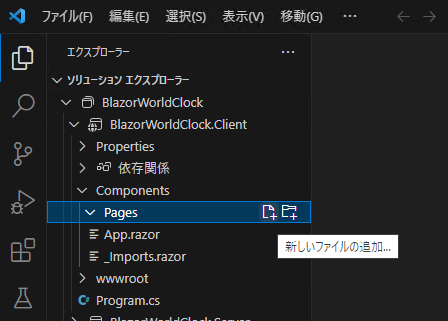 ファイル(F) 編集(E) 選択(S) 表示(V) 移動(G) ...
エクスプローラー ...
ソリューション エクスプローラー
BlazorWorldClock
BlazorWorldClock.Client
Properties
依存関係
Components
Pages
App.razor
新しいファイルの追加...
_Imports.razor
wwwroot
C# Program.cs
BlazorWorldClock.Server